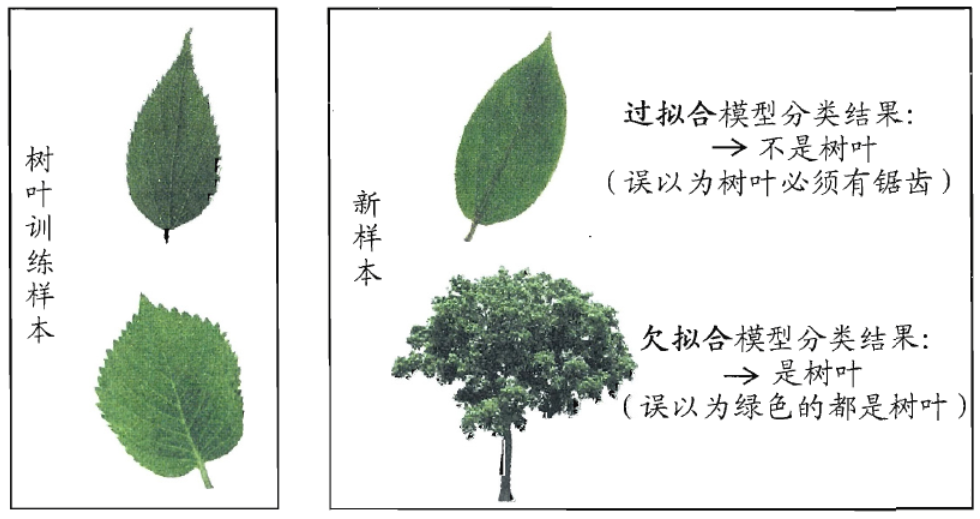 树叶训练样本
新样本
过拟合模型分类结果:
→ 不是树叶
(误以为树叶必须有锯齿)
欠拟合模型分类结果:
→ 是树叶
(误以为绿色的都是树叶)